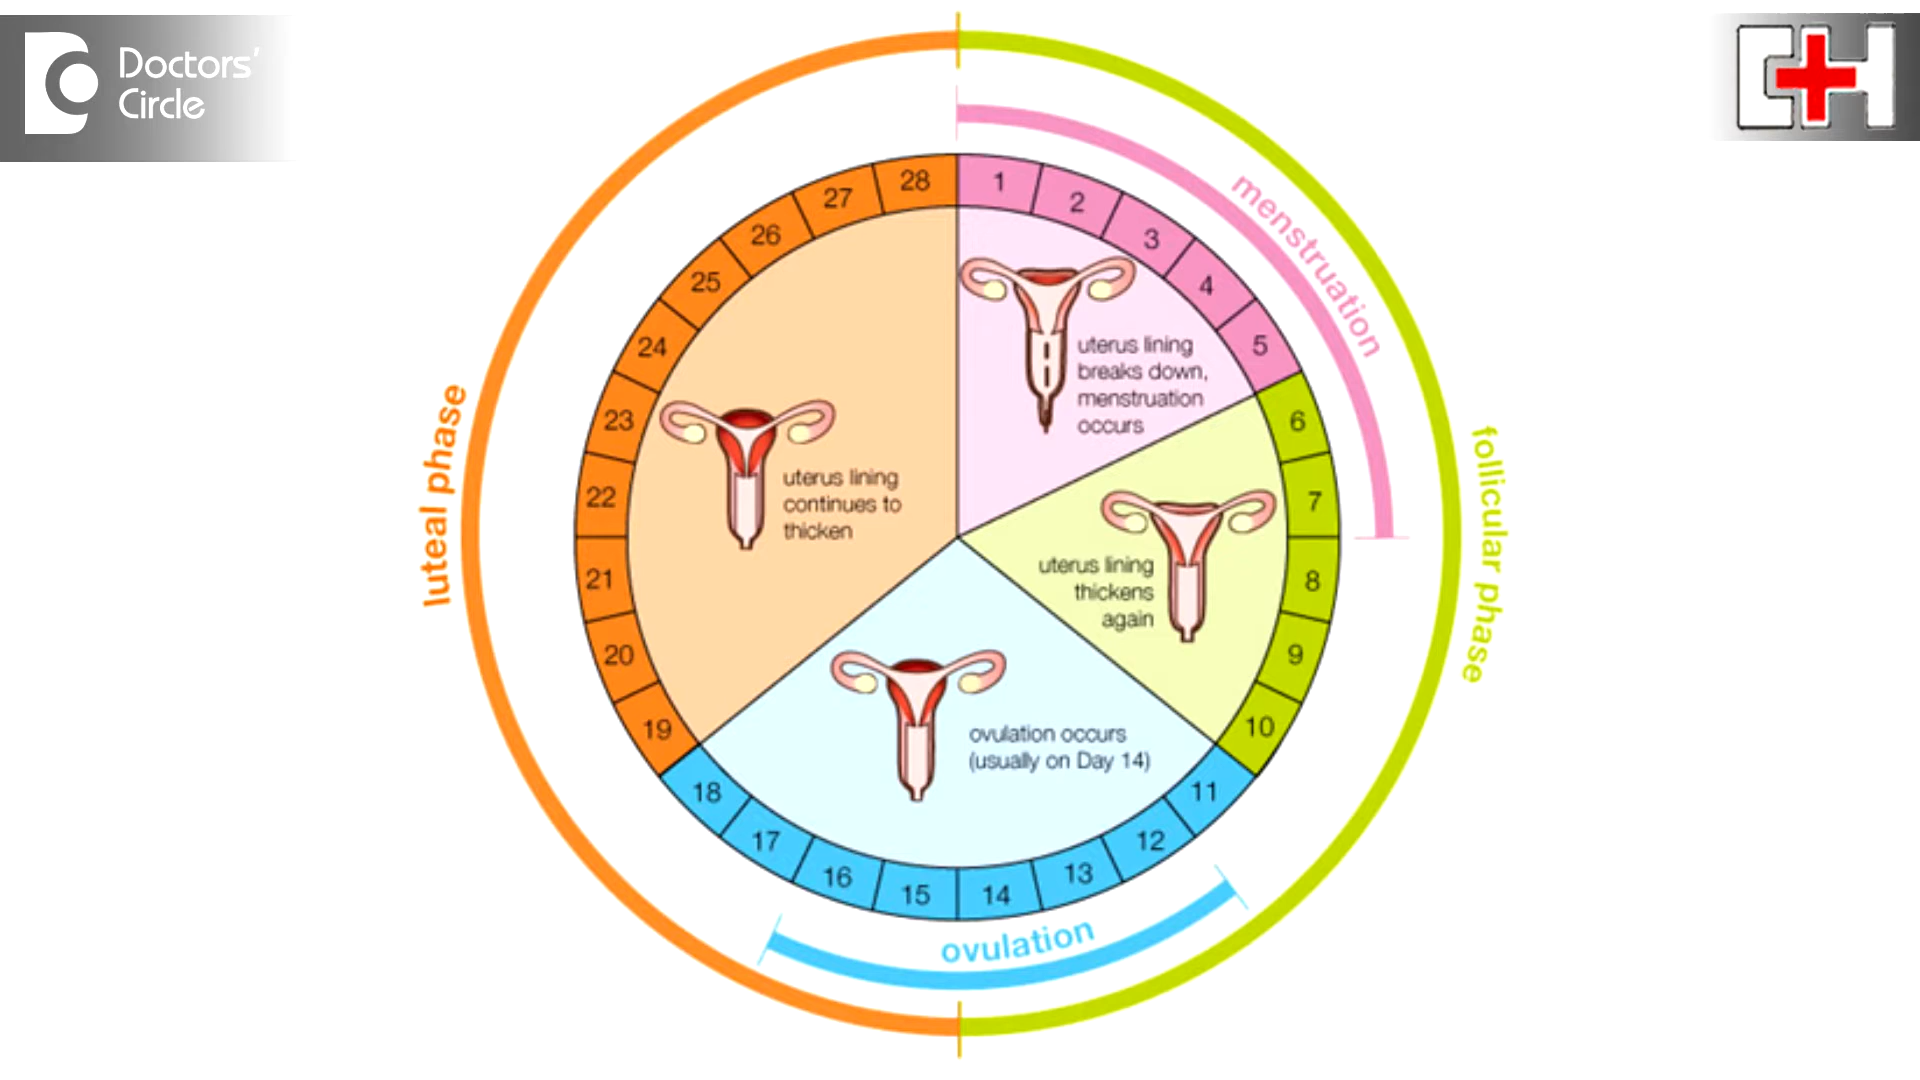 Doctors'
Circle
CH
menstruation
follicular phase
ovulation
luteal phase
1
2
3
4
5
6
7
8
9
10
11
12
13
14
15
16
17
18
19
20
21
22
23
24
25
26
27
28
uterus lining
breaks down,
menstruation
occurs
uterus lining
thickens
again
ovulation occurs
(usually on Day 14)
uterus lining
continues to
thicken